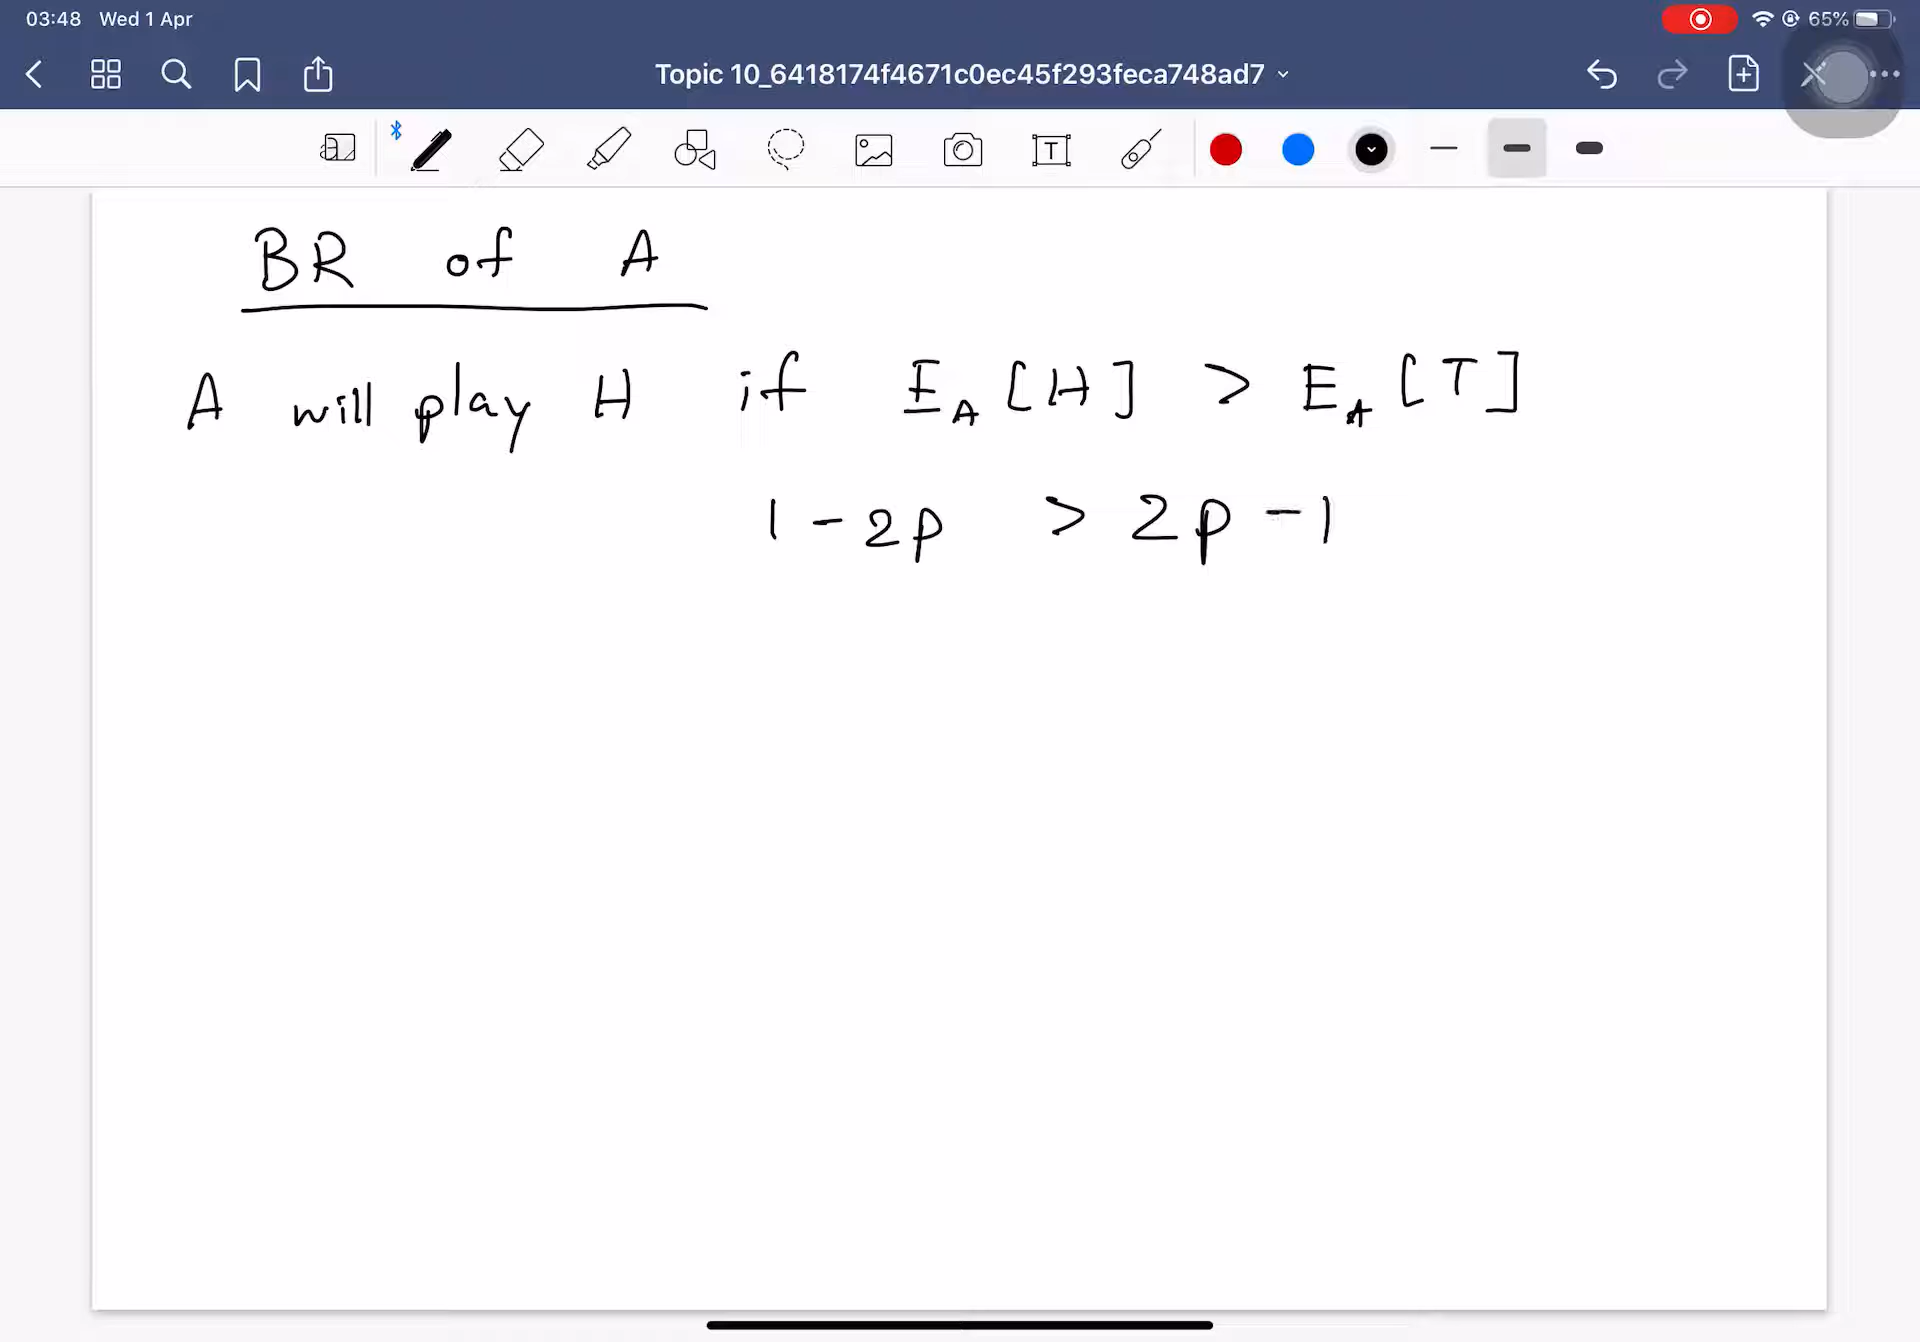 03:48 Wed 1 Apr 65%
Topic 10_6418174f4671c0ec45f293feca748ad7
a T
BR of A
A will play H if E_A [H] > E_A [T]
1 - 2p > 2p - 1